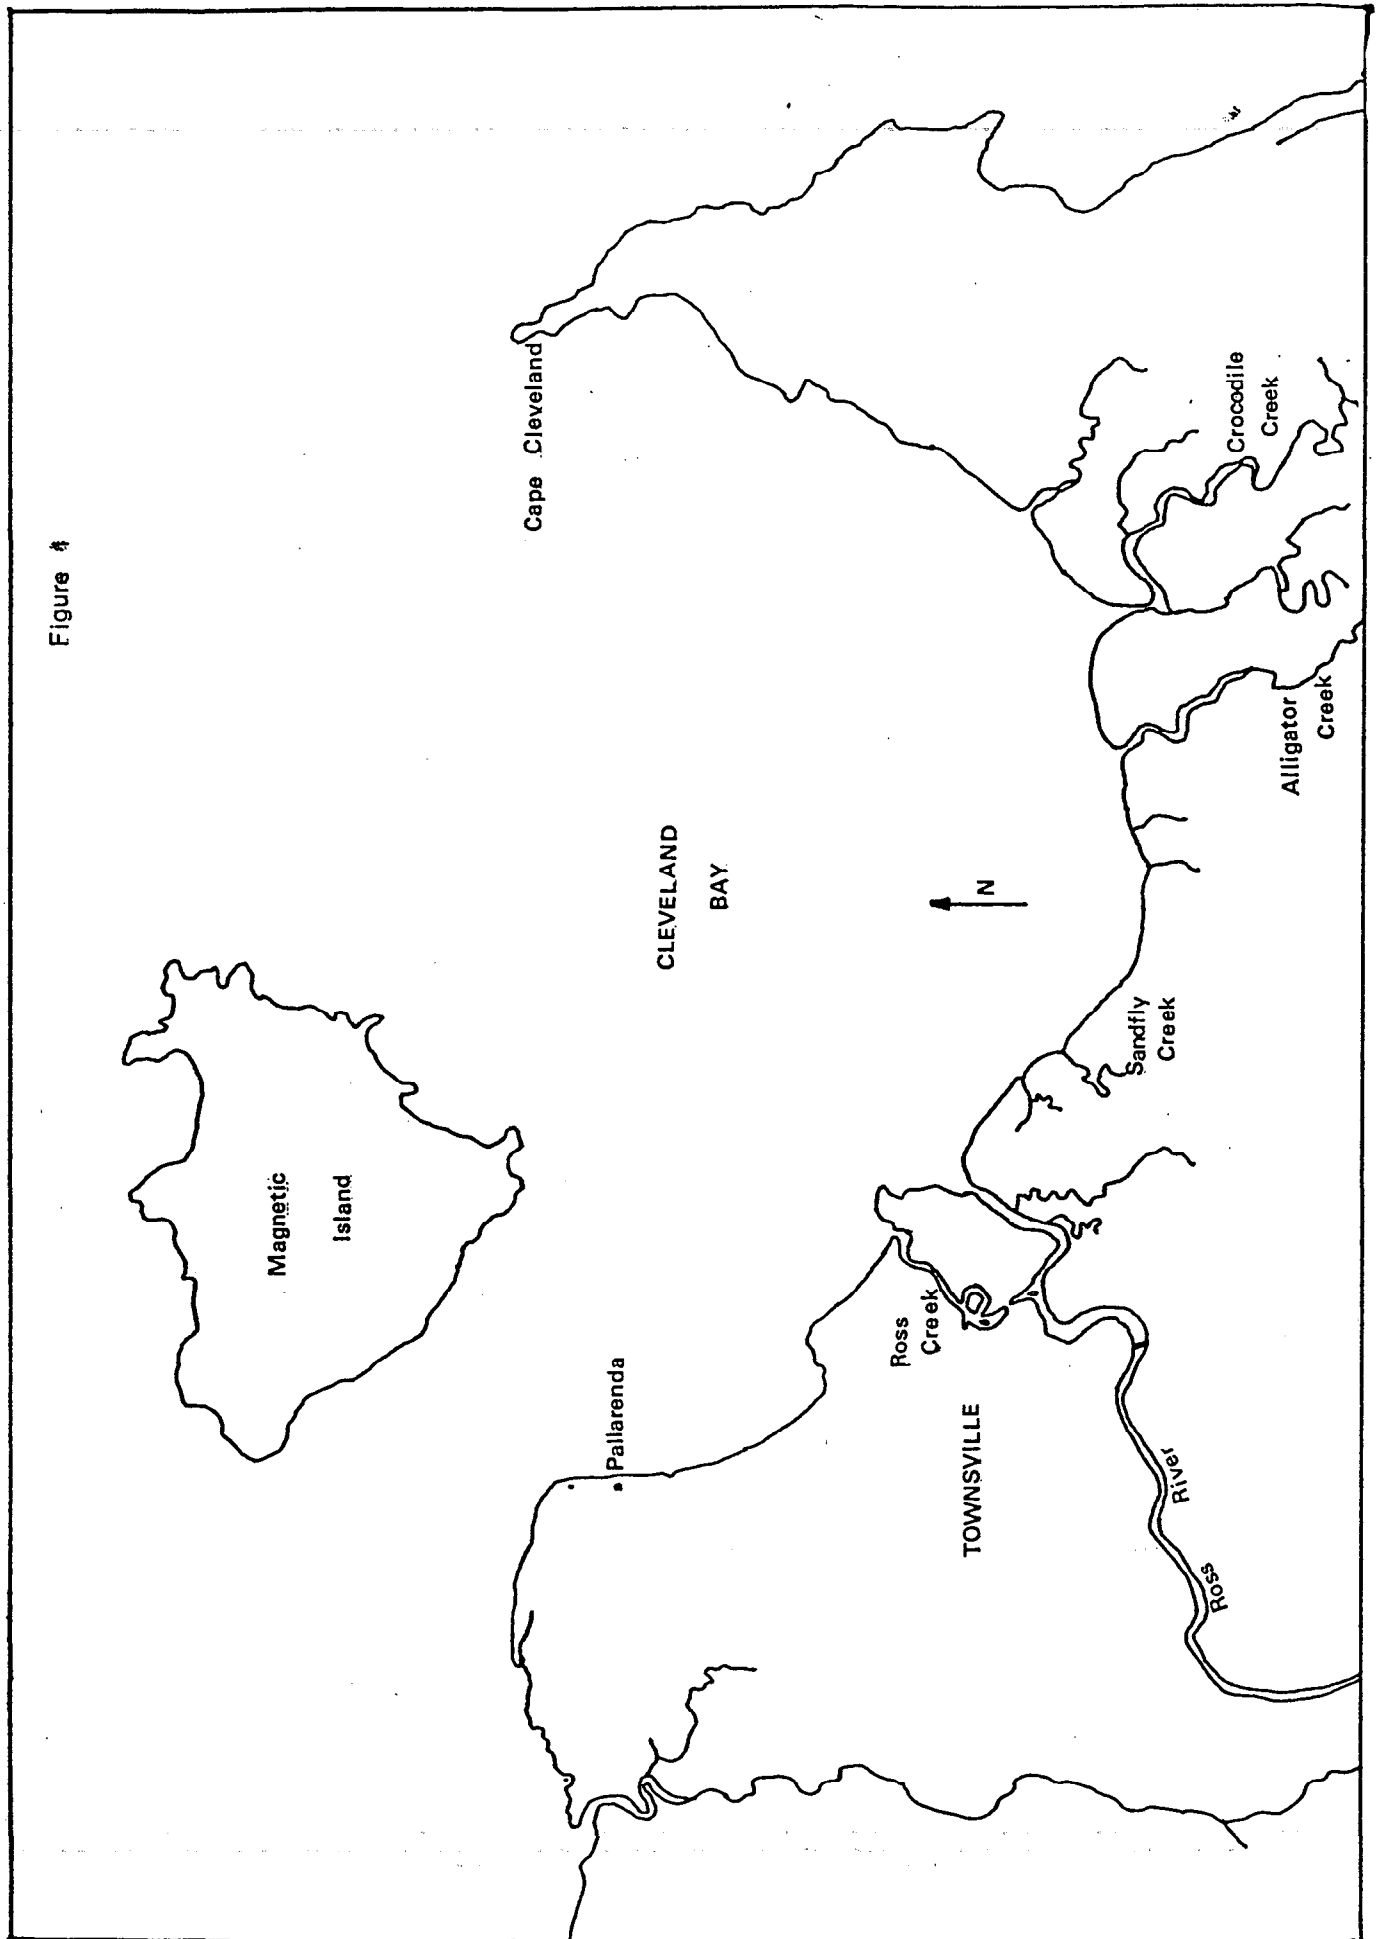 Figure
Magnetic
Island
Cape Cleveland
CLEVELAND
BAY
Pallarenda
N
Ross
Creek
TOWNSVILLE
Sandfly
Creek
Crocodile
Creek
Alligator
Creek
Ross River